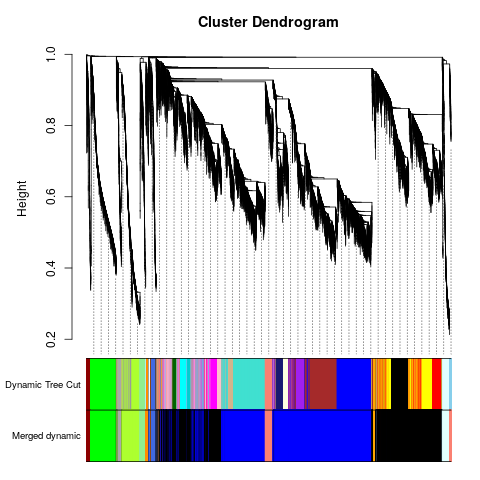 Cluster Dendrogram
Height
1.0
0.8
0.6
0.4
0.2
Dynamic Tree Cut
Merged dynamic